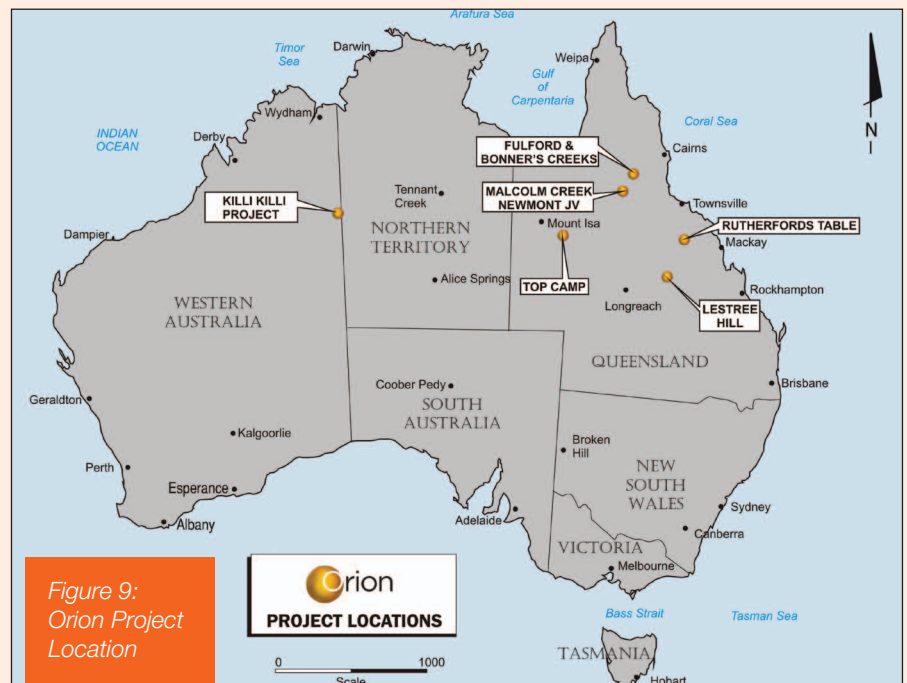 Arafura Sea
Timor
Sea
Darwin
Weipa
Gulf
of
Carpentaria
Wydham
INDIAN
OCEAN
Derby
Coral Sea
N
FULFORD &
BONNER'S CREEKS
Cairns
KILLI KILLI
PROJECT
Tennant
Creek
MALCOLM CREEK
NEWMONT JV
Townsville
Dampier
NORTHERN
TERRITORY
Mount Isa
RUTHERFORDS TABLE
Mackay
Alice Springs
TOP CAMP
Longreach
Rockhampton
LESTREE
HILL
WESTERN
AUSTRALIA
QUEENSLAND
Coober Pedy
Brisbane
Geraldton
SOUTH
AUSTRALIA
Kalgoorlie
Broken
Hill
Perth
NEW
SOUTH
WALES
Esperance
Albany
Adelaide
Sydney
Canberra
VICTORIA
Melbourne
Figure 9:
Orion Project
Location
Orion
PROJECT LOCATIONS
Bass Strait
Tasman Sea
0 1000
Scale
TASMANIA
Hobart